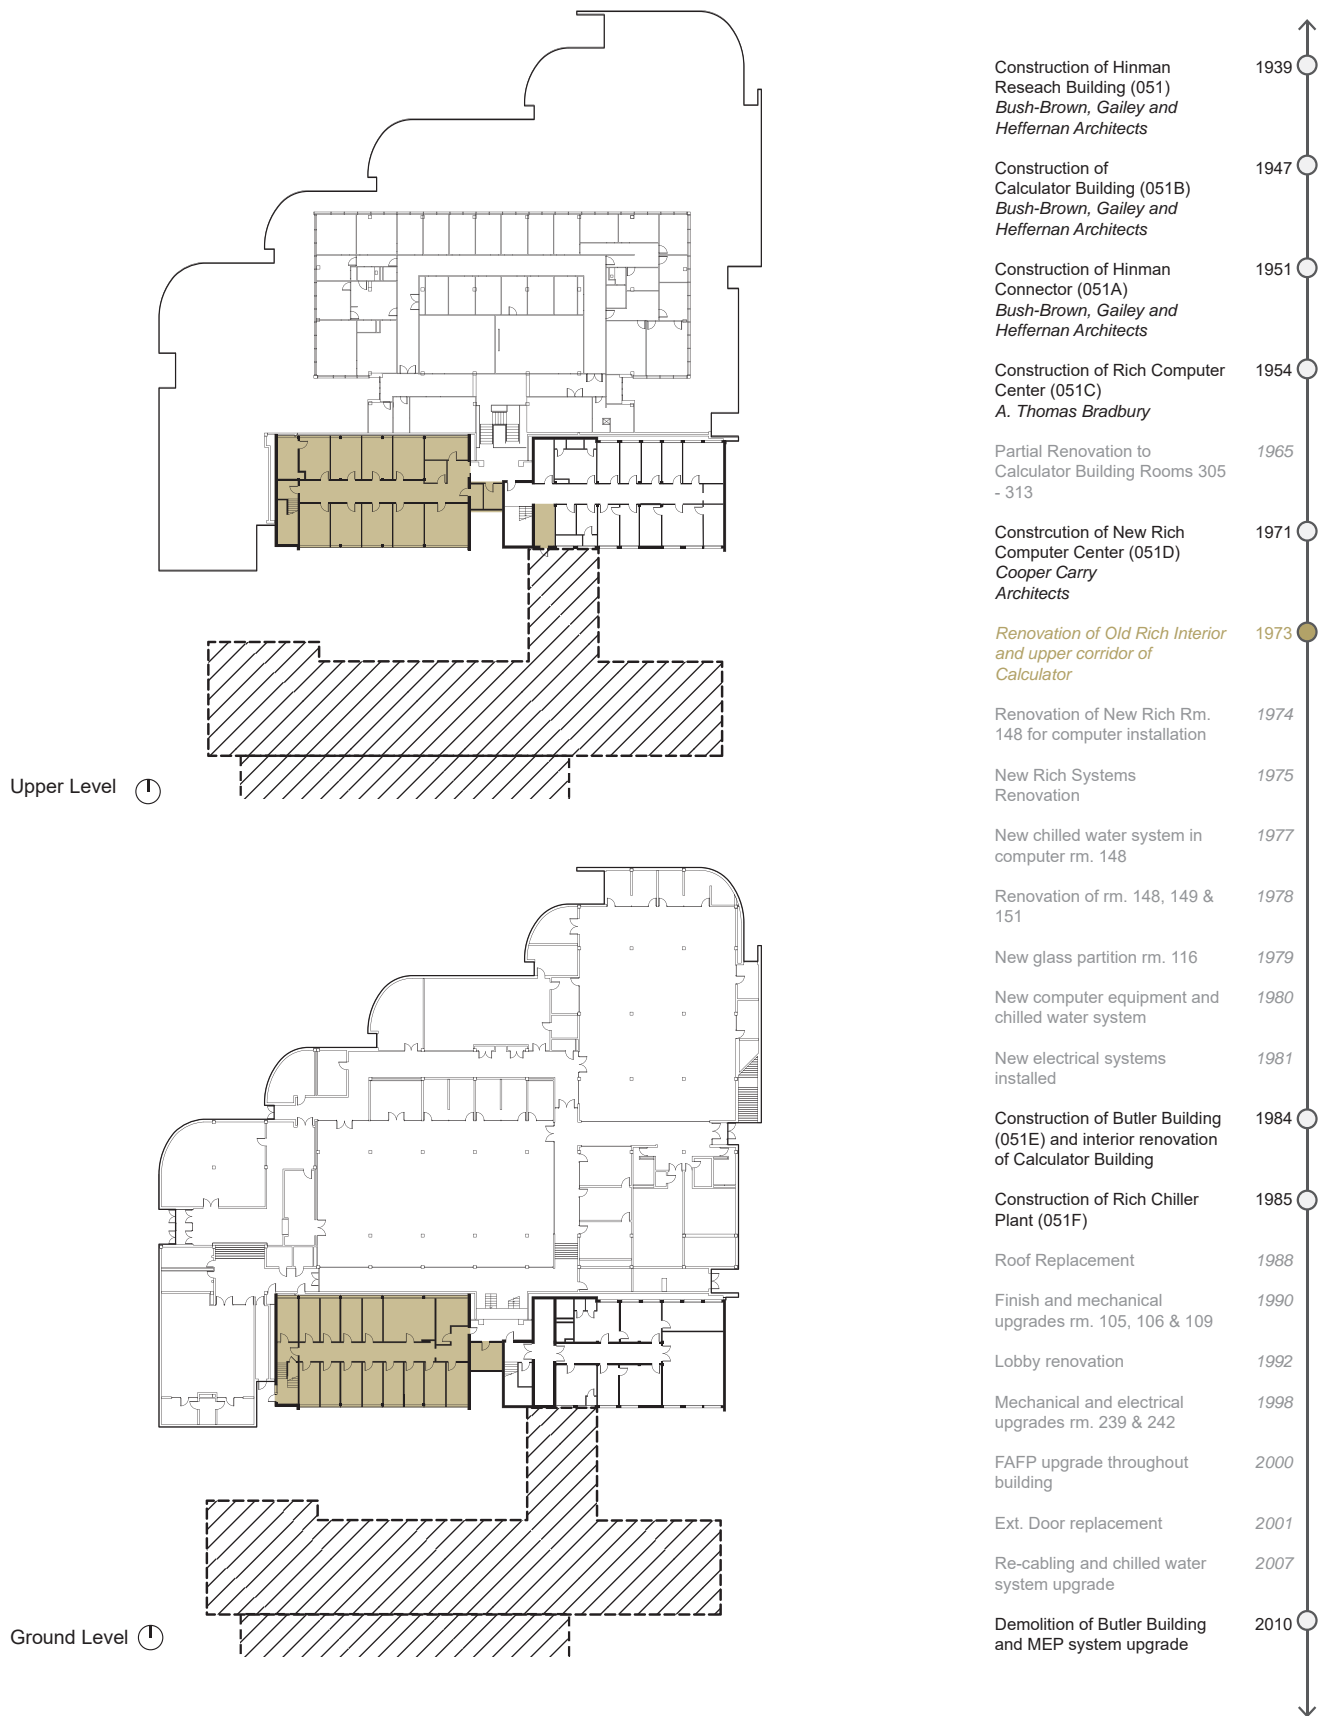 Construction of Hinman 1939
Reseach Building (051)
Bush-Brown, Gailey and
Heffernan Architects
Construction of 1947
Calculator Building (051B)
Bush-Brown, Gailey and
Heffernan Architects
Construction of Hinman 1951
Connector (051A)
Bush-Brown, Gailey and
Heffernan Architects
Construction of Rich Computer 1954
Center (051C)
A. Thomas Bradbury
Partial Renovation to 1965
Calculator Building Rooms 305
- 313
Constrcution of New Rich 1971
Computer Center (051D)
Cooper Carry
Architects
Renovation of Old Rich Interior 1973
and upper corridor of
Calculator
Renovation of New Rich Rm. 1974
148 for computer installation
New Rich Systems 1975
Renovation
Upper Level
New chilled water system in 1977
computer rm. 148
Renovation of rm. 148, 149 & 1978
151
New glass partition rm. 116 1979
New computer equipment and 1980
chilled water system
New electrical systems 1981
installed
Construction of Butler Building 1984
(051E) and interior renovation
of Calculator Building
Construction of Rich Chiller 1985
Plant (051F)
Roof Replacement 1988
Finish and mechanical 1990
upgrades rm. 105, 106 & 109
Lobby renovation 1992
Mechanical and electrical 1998
upgrades rm. 239 & 242
FAFP upgrade throughout 2000
building
Ext. Door replacement 2001
Re-cabling and chilled water 2007
system upgrade
Demolition of Butler Building 2010
and MEP system upgrade
Ground Level